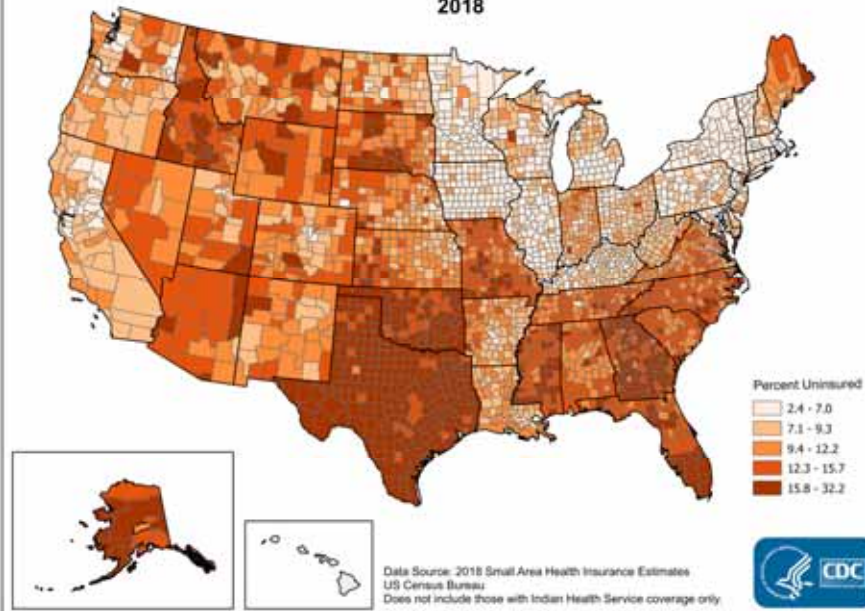 2018
Percent Uninsured
2.4 - 7.0
7.1 - 9.3
9.4 - 12.2
12.3 - 15.7
15.8 - 32.2
Data Source: 2018 Small Area Health Insurance Estimates
US Census Bureau
Does not include those with Indian Health Service coverage only.
CDC